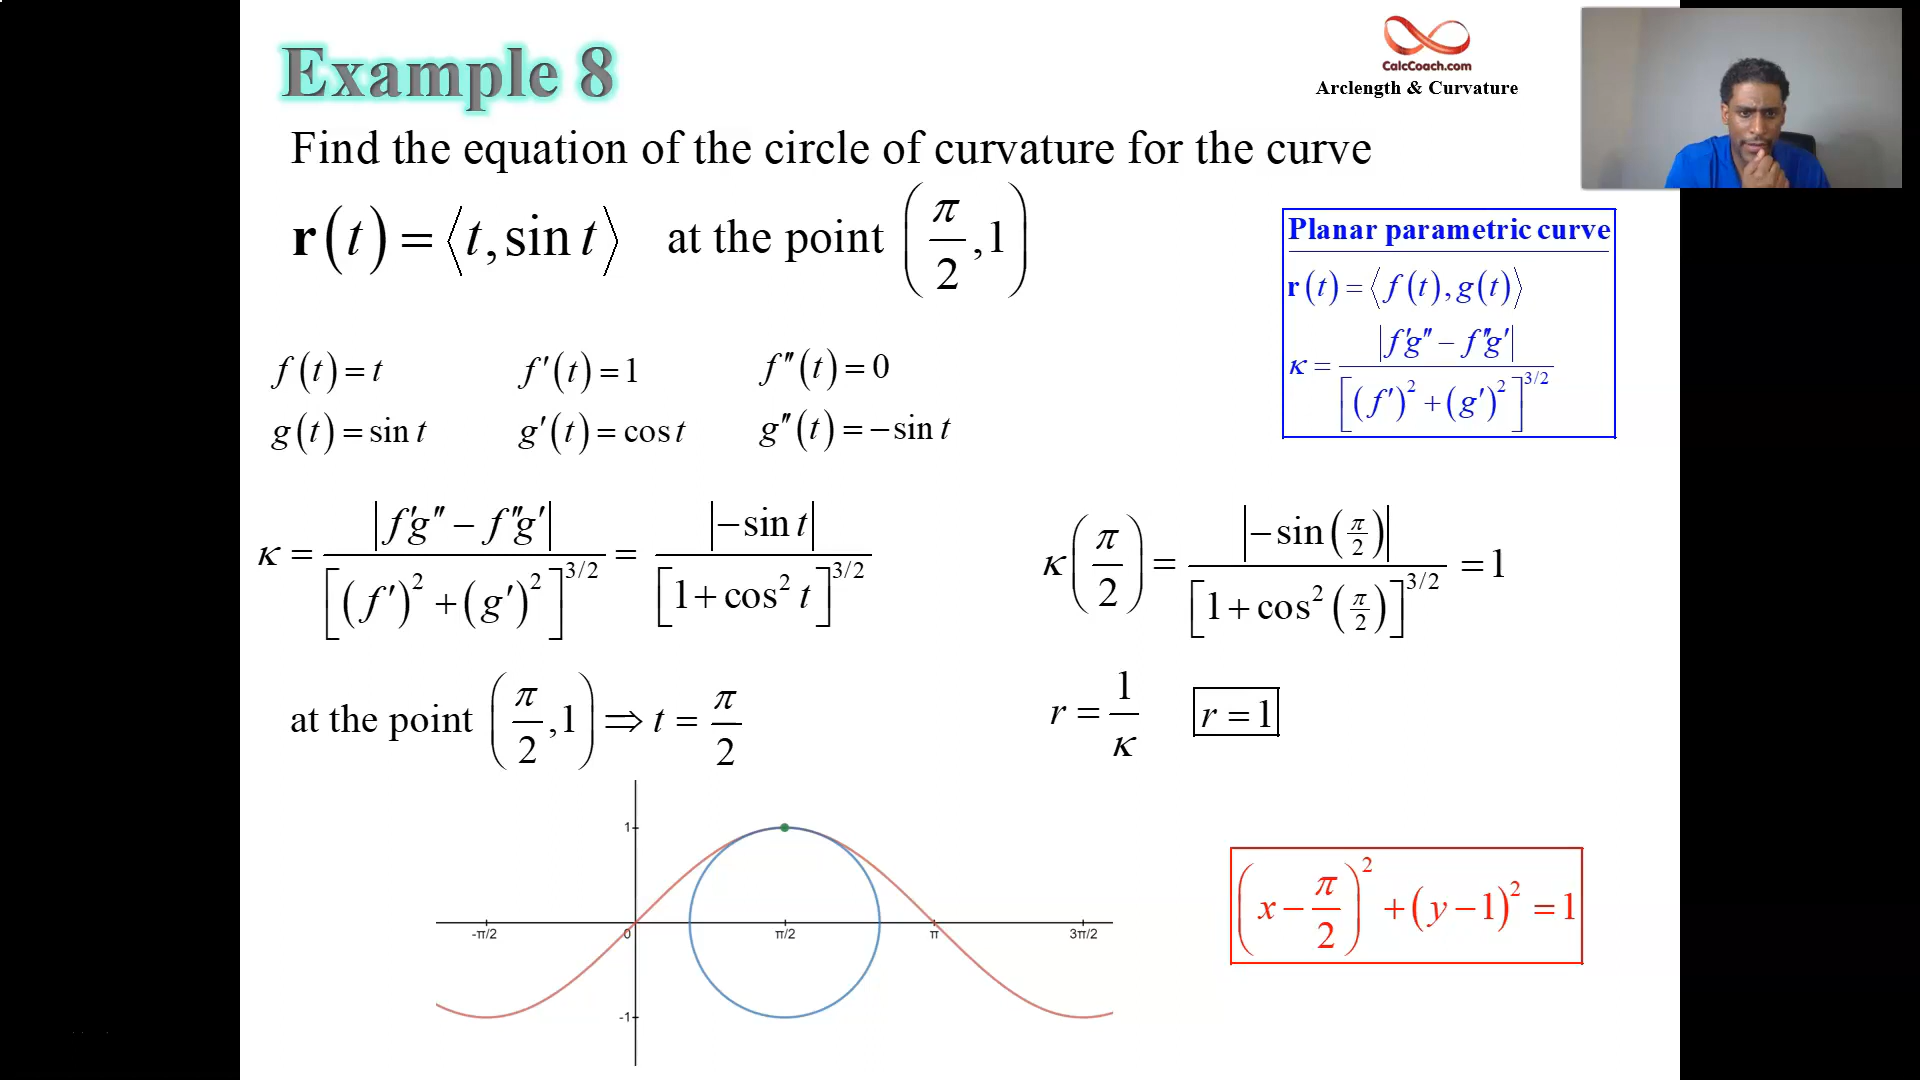 Example 8
CalcCoach.com
Arclength & Curvature
Find the equation of the circle of curvature for the curve
r(t) = ⟨t, sin t⟩ at the point (π/2, 1)
Planar parametric curve
r(t) = ⟨f(t), g(t)⟩
κ = |f′g″ − f″g′| / [(f′)² + (g′)²]^3/2
f(t) = t f′(t) = 1 f″(t) = 0
g(t) = sin t g′(t) = cos t g″(t) = −sin t
κ = |f′g″ − f″g′| / [(f′)² + (g′)²]^3/2 = |−sin t| / [1 + cos² t]^3/2
κ(π/2) = |−sin(π/2)| / [1 + cos²(π/2)]^3/2 = 1
at the point (π/2, 1) ⇒ t = π/2
r = 1/κ r = 1
1
-π/2 0 π/2 π 3π/2
-1
(x − π/2)² + (y − 1)² = 1